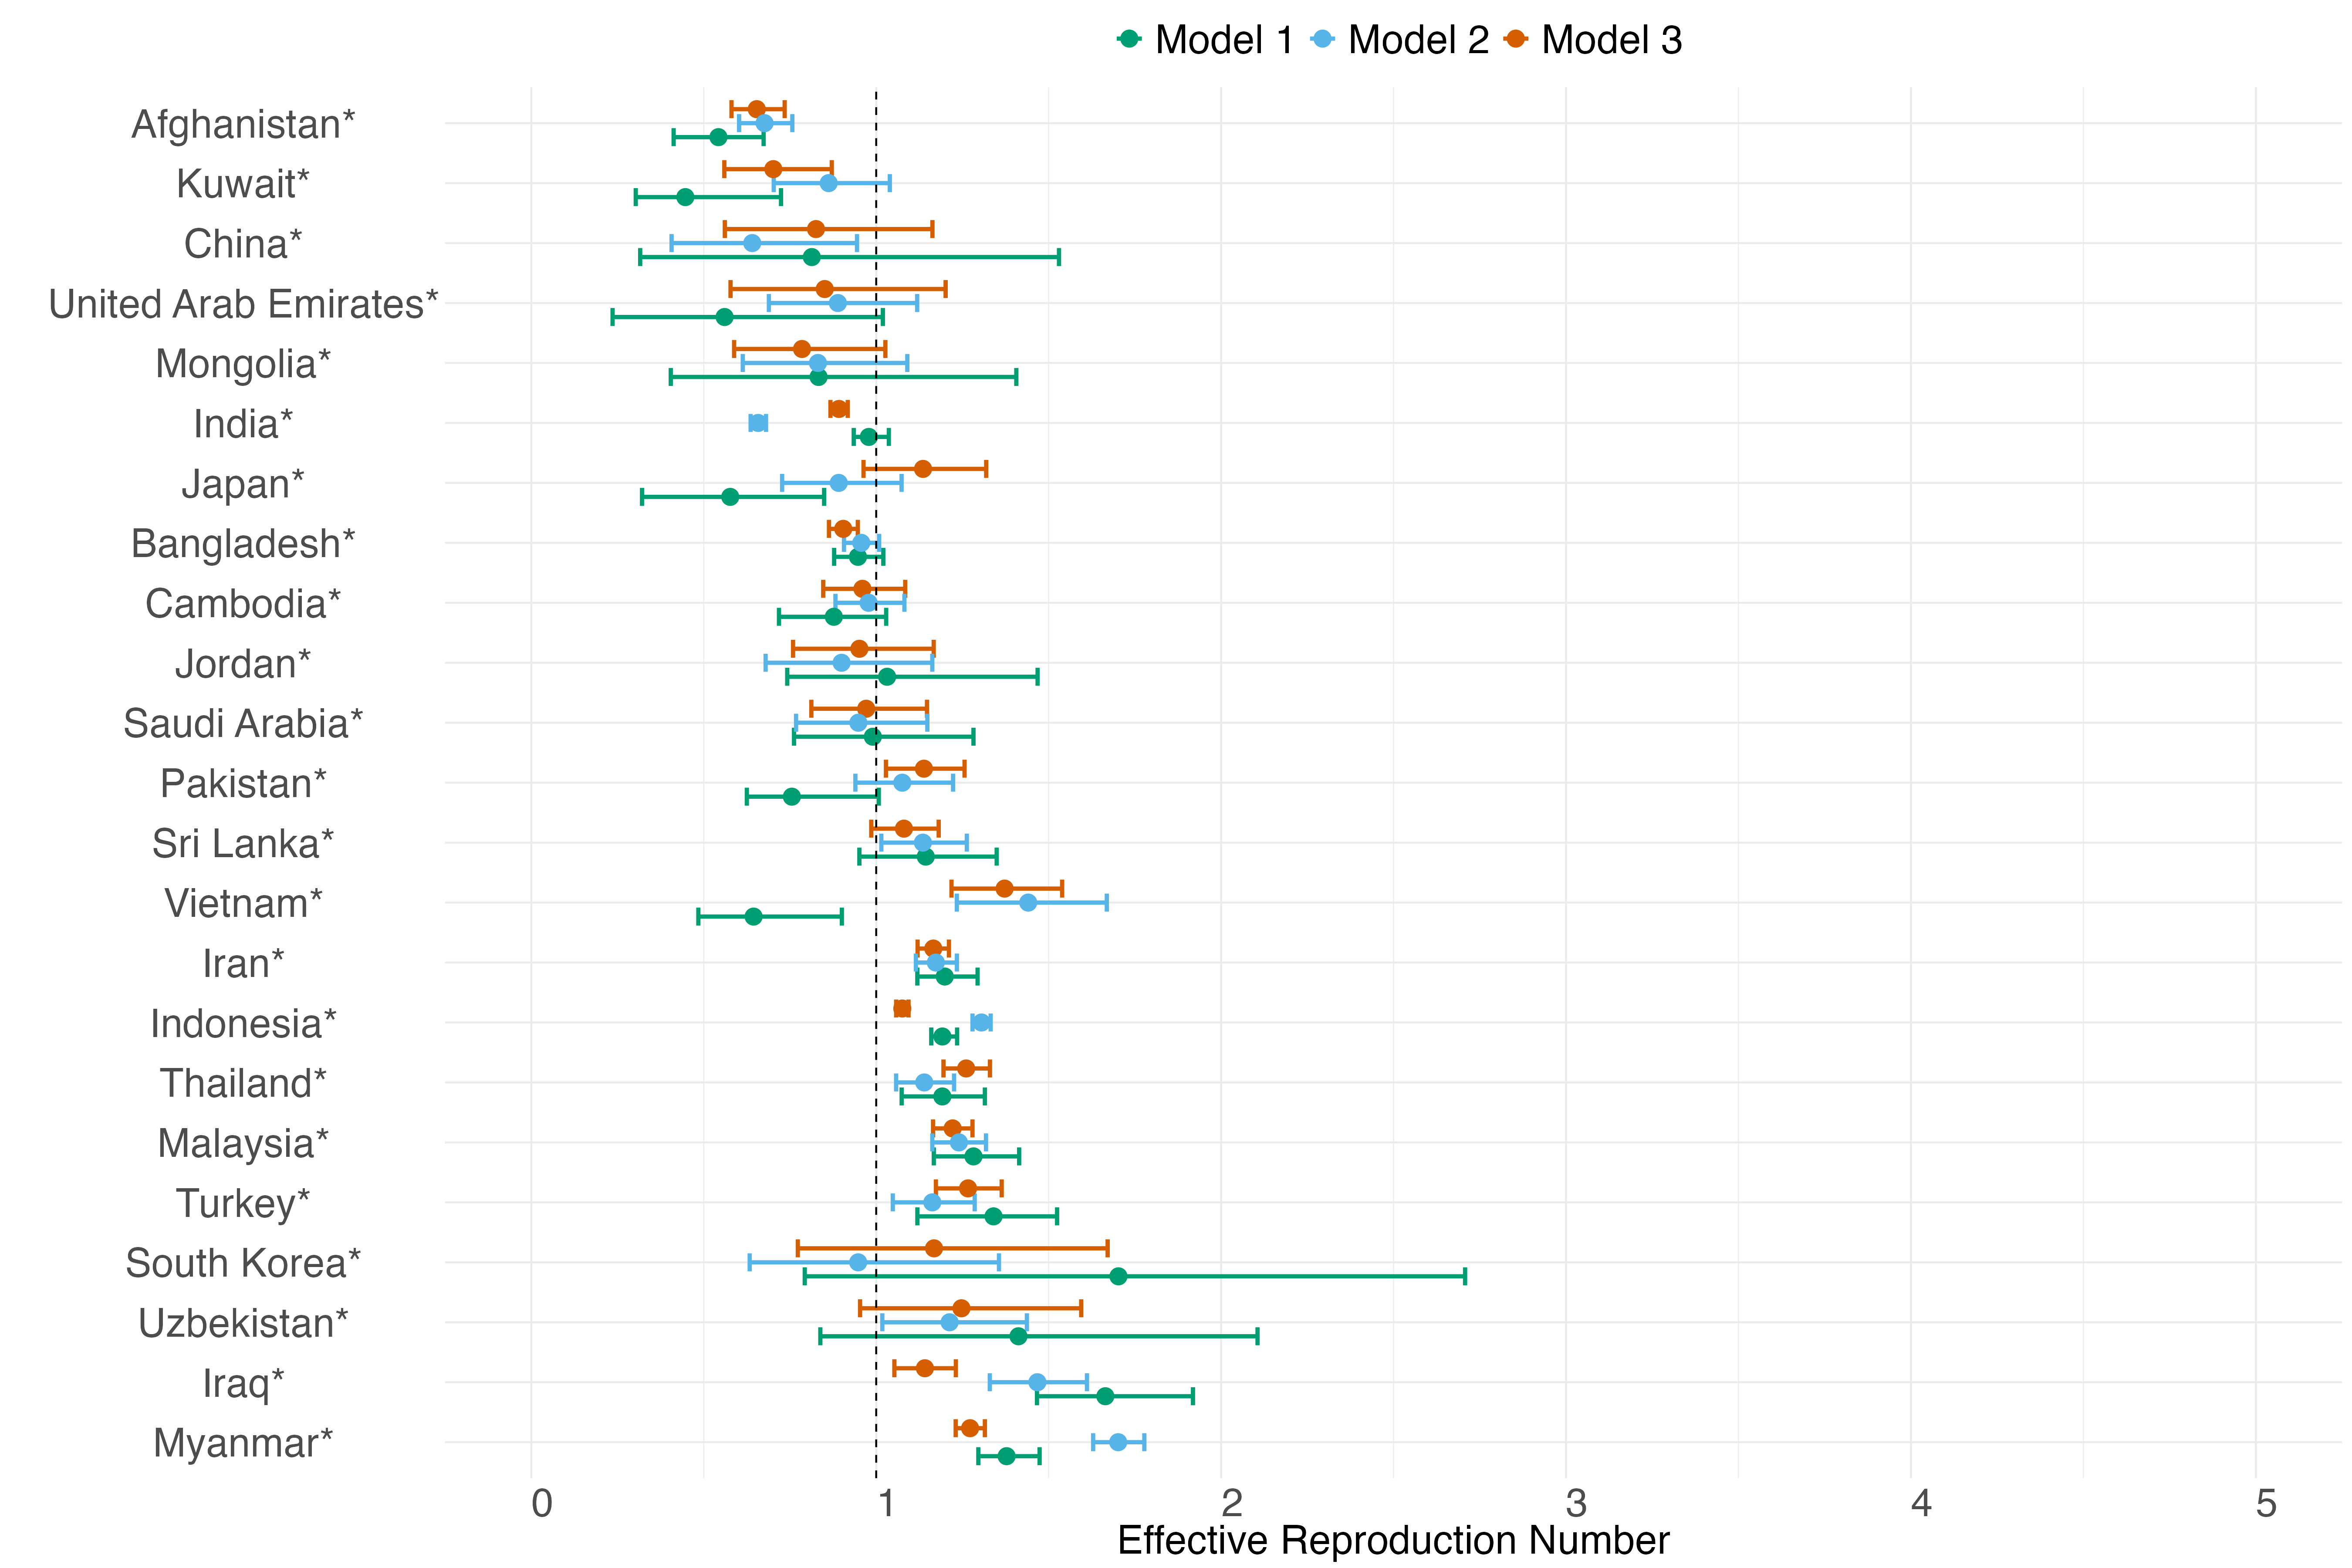 Model 1 Model 2 Model 3
Afghanistan*
Kuwait*
China*
United Arab Emirates*
Mongolia*
India*
Japan*
Bangladesh*
Cambodia*
Jordan*
Saudi Arabia*
Pakistan*
Sri Lanka*
Vietnam*
Iran*
Indonesia*
Thailand*
Malaysia*
Turkey*
South Korea*
Uzbekistan*
Iraq*
Myanmar*
0 1 2 3 4 5
Effective Reproduction Number